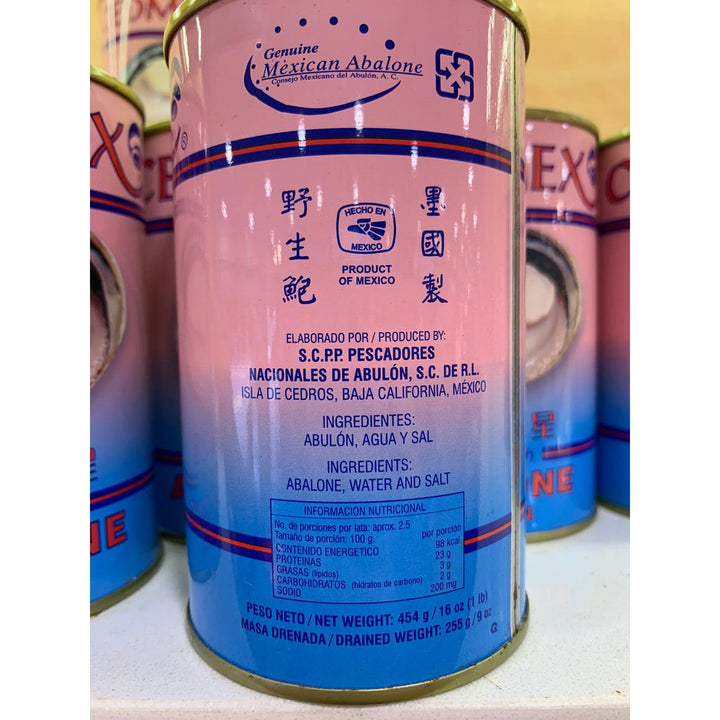 Genuine
Mexican Abalone
Consejo Mexicano del Abulón, A. C.
野生鮑
墨國製
HECHO EN
MEXICO
PRODUCT
OF MEXICO
ELABORADO POR / PRODUCED BY:
S.C.P.P. PESCADORES
NACIONALES DE ABULÓN, S.C. DE R.L.
ISLA DE CEDROS, BAJA CALIFORNIA, MÉXICO
INGREDIENTES:
ABULÓN, AGUA Y SAL
INGREDIENTS:
ABALONE, WATER AND SALT
INFORMACIÓN NUTRICIONAL
No. de porciones por lata: aprox. 2.5
Tamaño de porción: 100 g. por porción
CONTENIDO ENERGETICO 98 kcal
PROTEINAS 23 g
GRASAS (lípidos) 3 g
CARBOHIDRATOS (hidratos de carbono) 2 g
SODIO 200 mg
PESO NETO / NET WEIGHT: 454 g / 16 oz (1 lb)
MASA DRENADA / DRAINED WEIGHT: 255 g / 9 oz